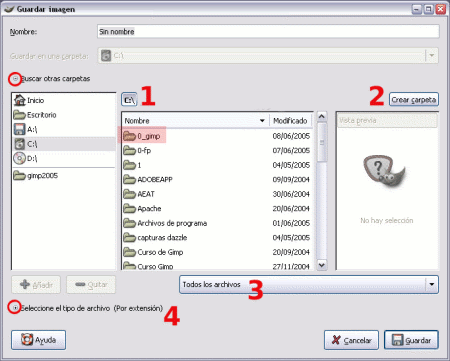 Guardar imagen
Nombre: Sin nombre
Guardar en una carpeta: C:\
Buscar otras carpetas
1
2
Inicio
Escritorio
A:\
C:\
D:\
gimp2005
C:\
Crear carpeta
Nombre Modificado
0_gimp 08/06/2005
0-fp 07/06/2005
1 04/05/2005
ADOBEAPP 09/09/2004
AEAT 30/06/2004
Apache 20/06/2004
Archivos de programa 01/06/2005
capturas dazzle 04/05/2005
Curso de Gimp 20/06/2004
Curso Gimp 27/11/2004
Vista previa
No hay selección
Añadir Quitar
3
Todos los archivos
Seleccione el tipo de archivo (Por extensión)
4
Ayuda Cancelar Guardar